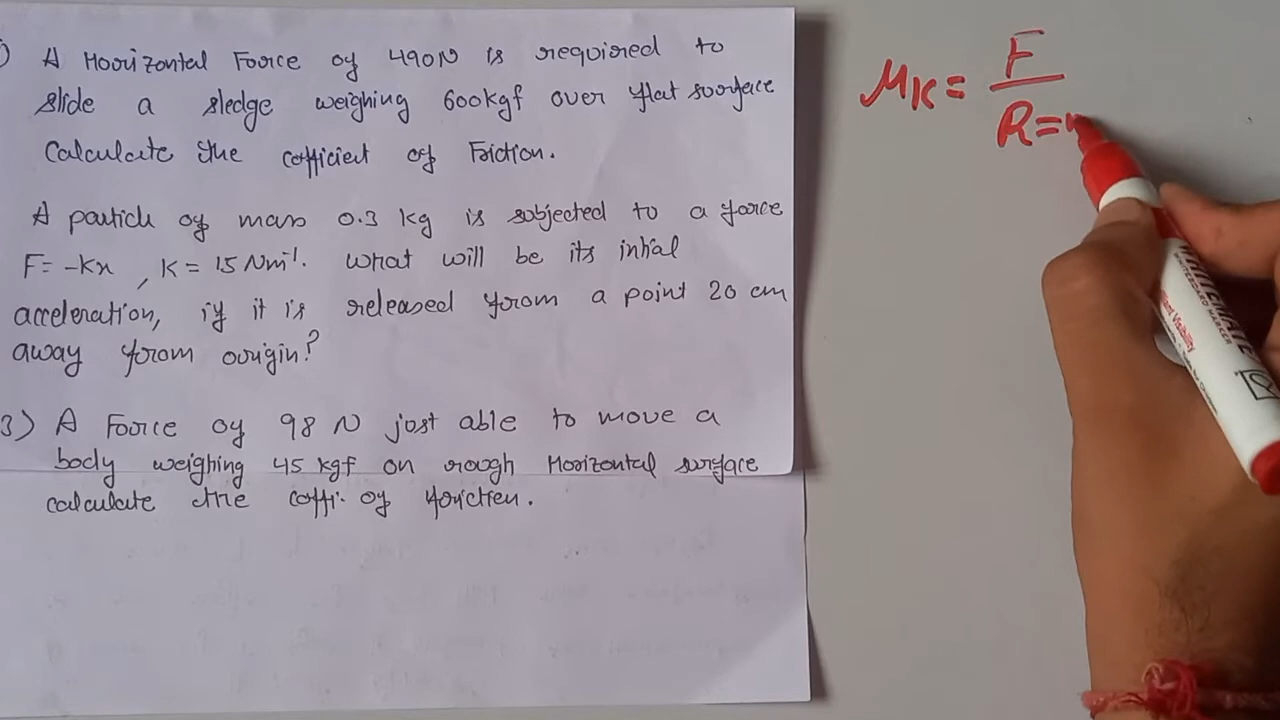 ) A Horizontal Force of 490N is required to
slide a sledge weighing 600kgf over flat surface
Calculate the cofficient of Friction.
A particle of mass 0.3 kg is subjected to a force
F= -Kx , K= 15 Nm⁻¹. What will be its intial
acceleration, if it is released from a point 20 cm
away from origin?
3) A Force of 98 N just able to move a
body weighing 45 kgf on rough Horizontal surface
calculate the coffi. of friction.
μK = F
R=
WHITEMATE